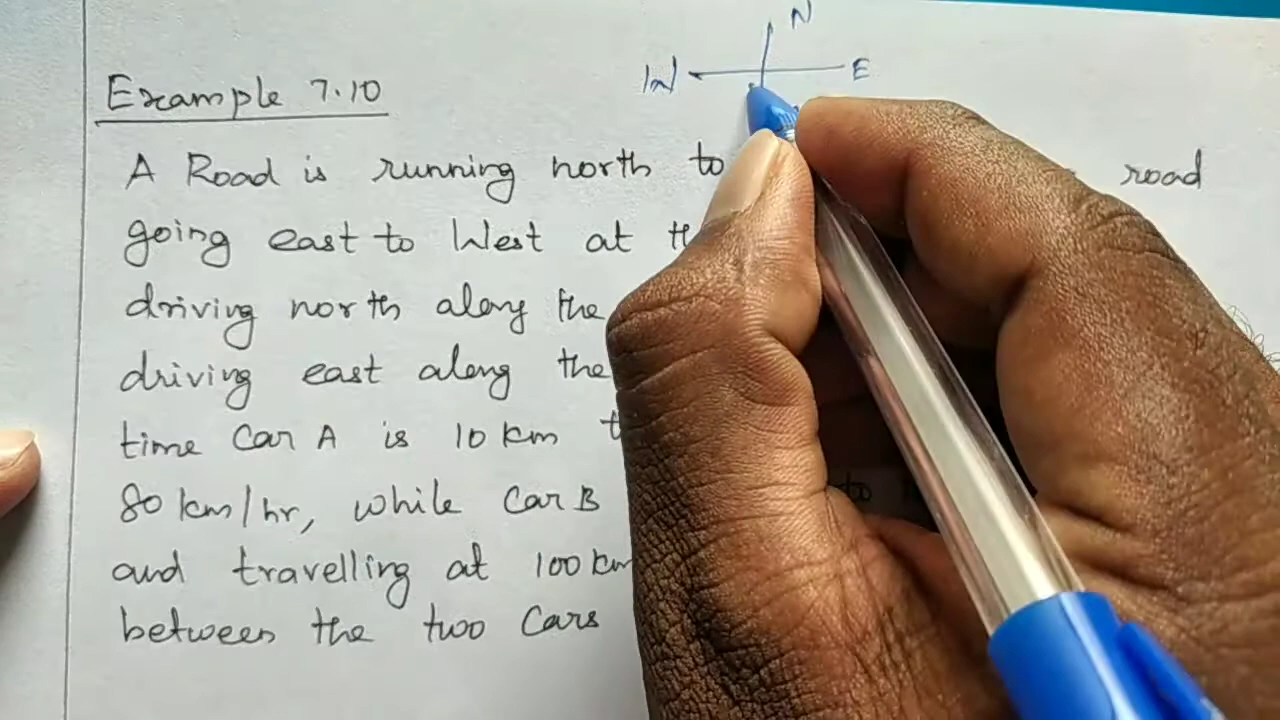 N
W E
Example 7.10
A Road is running north to road
going east to West at
driving north along the
driving east along the
time Car A is 10 km
80 km/hr, while Car B to
and travelling at 100 km
between the two Cars